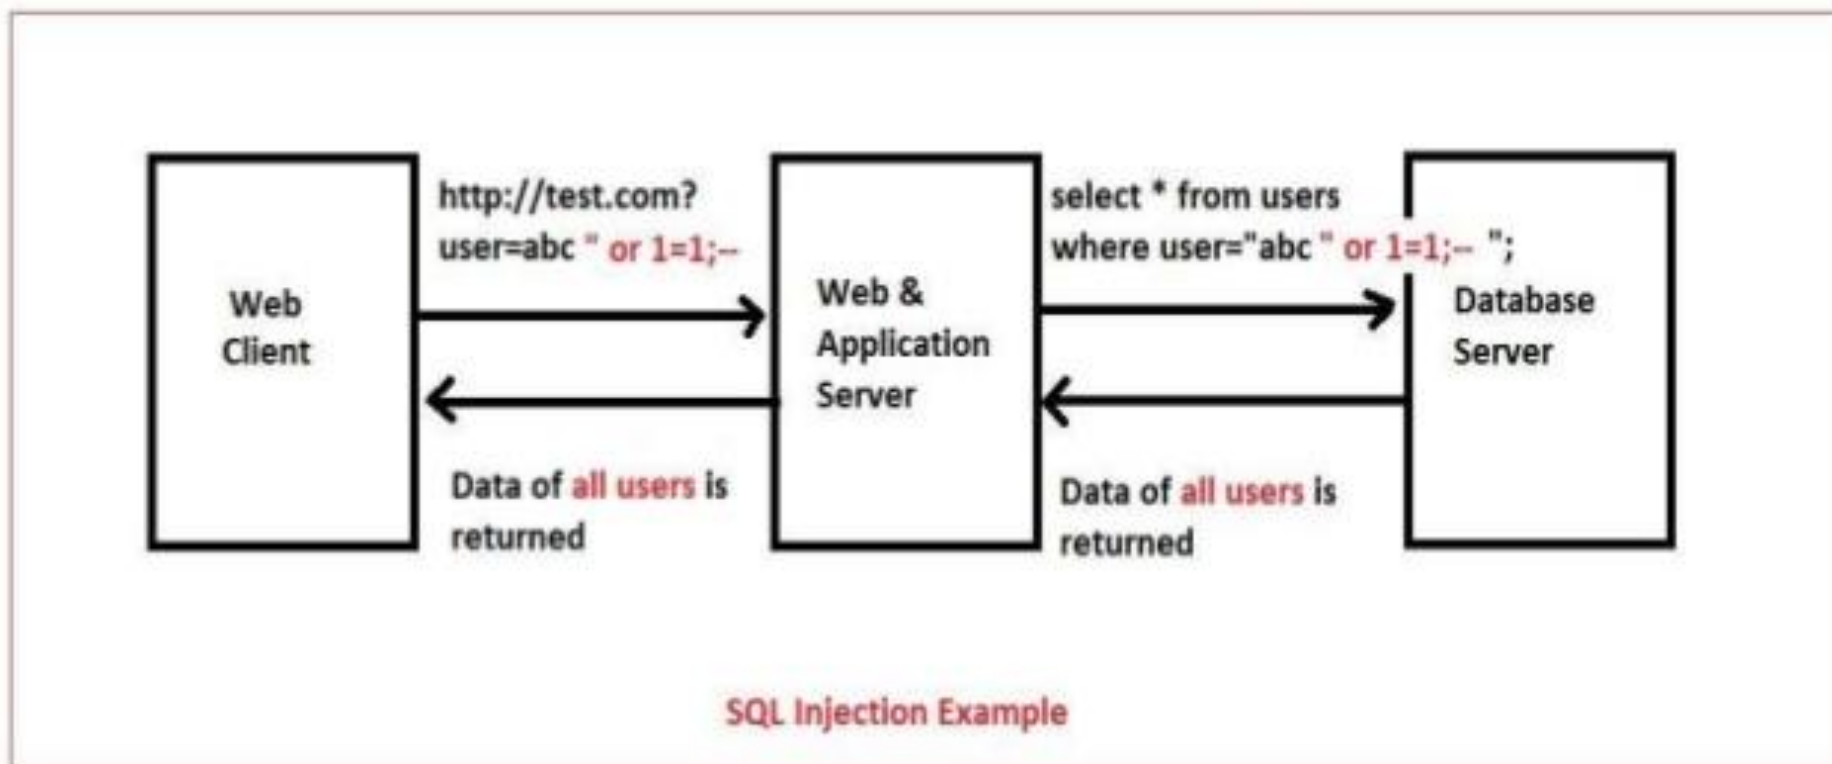 http://test.com?
user=abc " or 1=1;--
select * from users
where user="abc " or 1=1;-- ";
Web
Client
Web &
Application
Server
Database
Server
Data of all users is
returned
Data of all users is
returned
SQL Injection Example